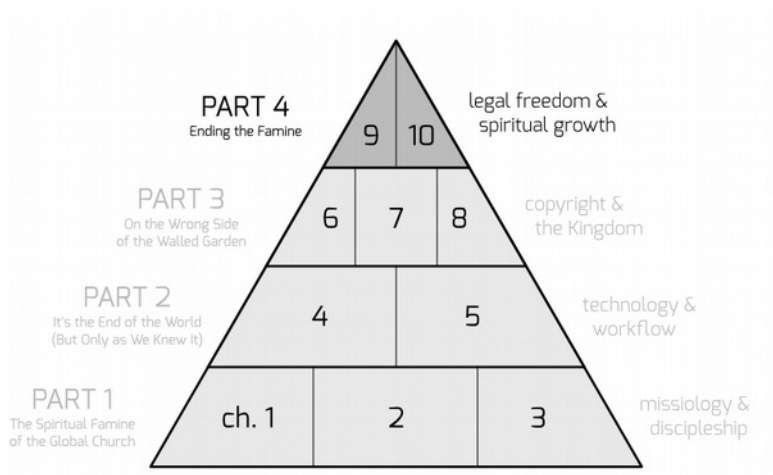 PART 4
Ending the Famine
9
10
legal freedom &
spiritual growth
PART 3
On the Wrong Side
of the Walled Garden
6
7
8
copyright &
the Kingdom
PART 2
It's the End of the World
(But Only as We Knew It)
4
5
technology &
workflow
PART 1
The Spiritual Famine
of the Global Church
ch. 1
2
3
missiology &
discipleship